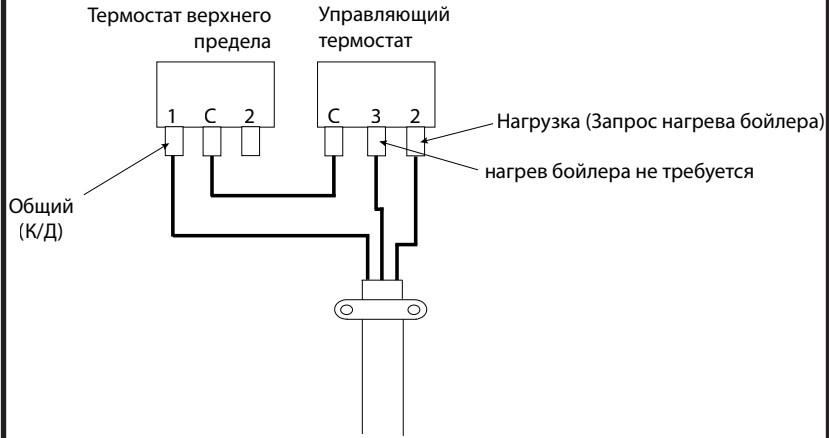 Термостат верхнего
предела
Управляющий
термостат
1 C 2
C 3 2
Нагрузка (Запрос нагрева бойлера)
нагрев бойлера не требуется
Общий
(К/Д)